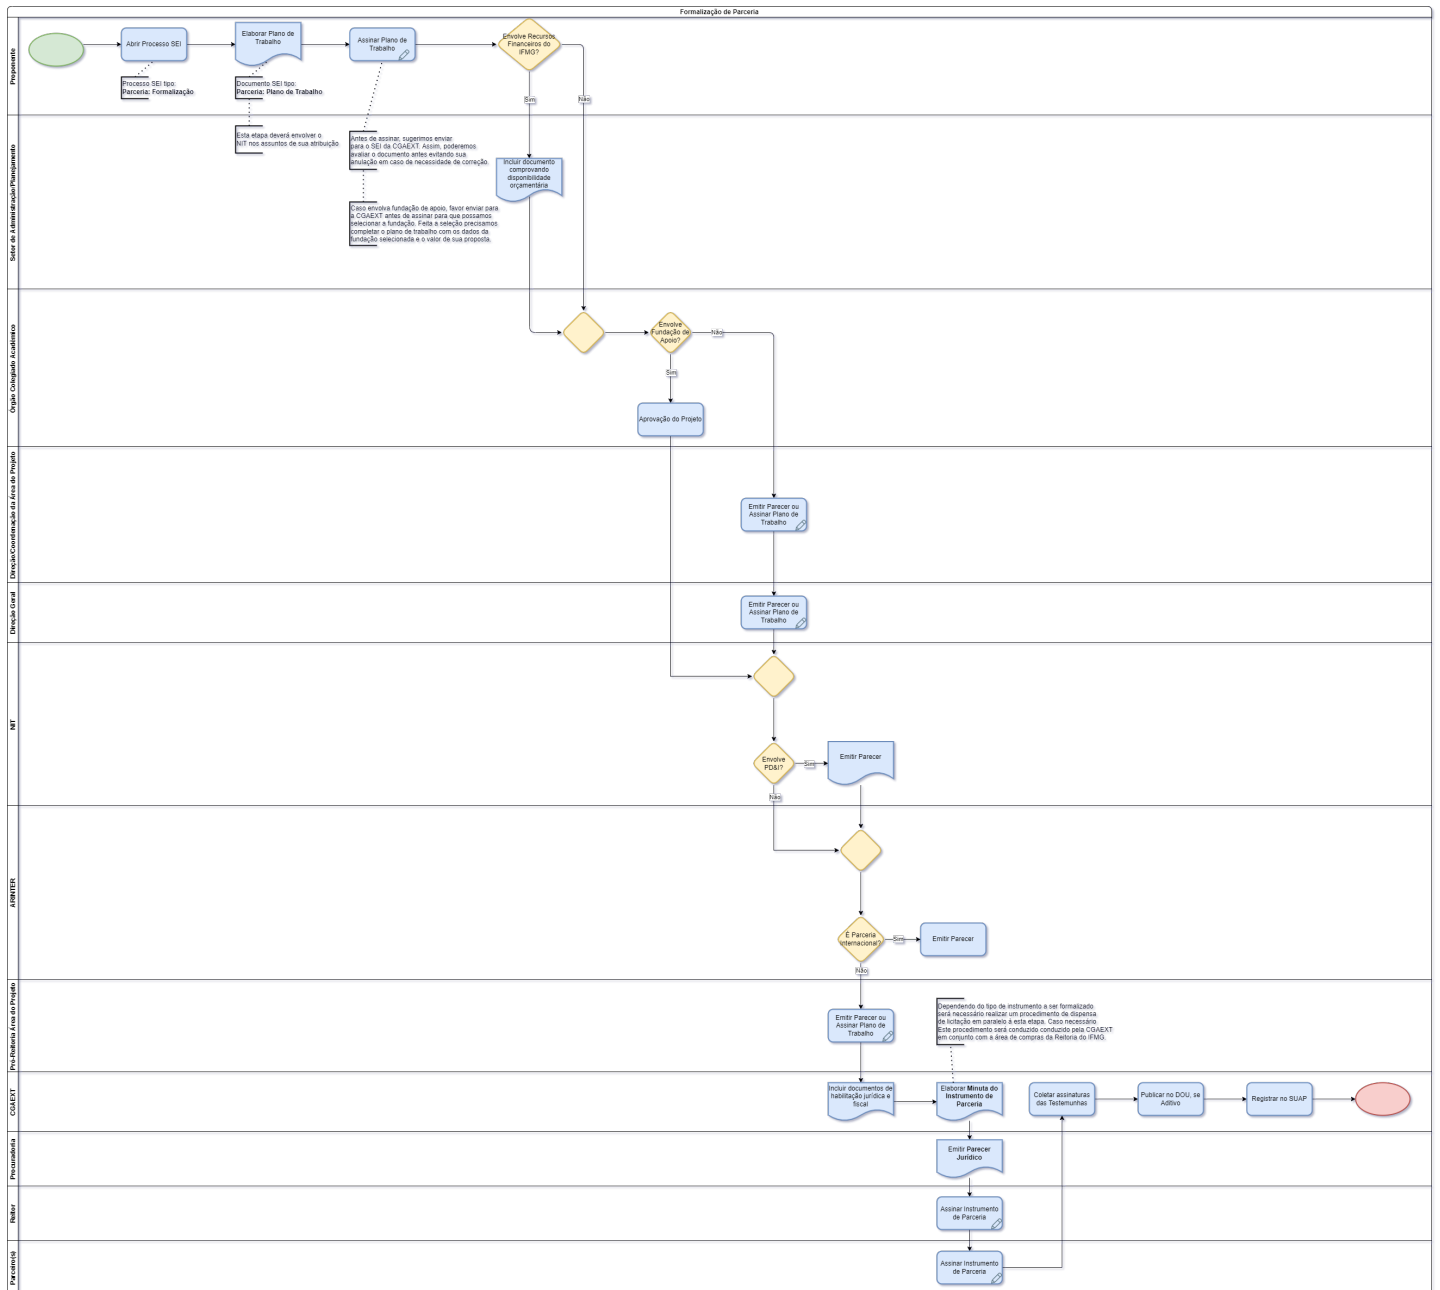 Formalização de Parceria
Proponente
Abrir Processo SEI
Elaborar Plano de
Trabalho
Assinar Plano de
Trabalho
Envolve Recursos
Financeiros do
IFMG?
Processo SEI tipo:
Parceria: Formalização
Documento SEI tipo:
Parceria: Plano de Trabalho
Sim
Não
Setor de Administração/Planejamento
Esta etapa deverá envolver o
NIT nos assuntos de sua atribuição
Antes de assinar, sugerimos enviar
para o SEI da CGAEXT. Assim, poderemos
avaliar o documento antes evitando sua
anulação em caso de necessidade de correção.
Incluir documento
comprovando
disponibilidade
orçamentária
Caso envolva fundação de apoio, favor enviar para
a CGAEXT antes de assinar para que possamos
selecionar a fundação. Feita a seleção precisamos
completar o plano de trabalho com os dados da
fundação selecionada e o valor de sua proposta.
Órgão Colegiado Acadêmico
Envolve
Fundação de
Apoio?
Não
Sim
Aprovação do Projeto
Direção/Coordenação da Área do Projeto
Emitir Parecer ou
Assinar Plano de
Trabalho
Direção Geral
Emitir Parecer ou
Assinar Plano de
Trabalho
NIT
Envolve
PD&I?
Sim
Emitir Parecer
Não
ARINTER
É Parceria
Internacional?
Sim
Emitir Parecer
Não
Pró-Reitoria Área do Projeto
Emitir Parecer ou
Assinar Plano de
Trabalho
Dependendo do tipo de instrumento a ser formalizado
será necessário realizar um procedimento de dispensa
de licitação em paralelo à esta etapa. Caso necessário
Este procedimento será conduzido conduzido pela CGAEXT
em conjunto com a área de compras da Reitoria do IFMG.
CGAEXT
Incluir documentos de
habilitação jurídica e
fiscal
Elaborar Minuta do
Instrumento de
Parceria
Coletar assinaturas
das Testemunhas
Publicar no DOU, se
Aditivo
Registrar no SUAP
Procuradoria
Emitir Parecer
Jurídico
Reitor
Assinar Instrumento
de Parceria
Parceiro(s)
Assinar Instrumento
de Parceria